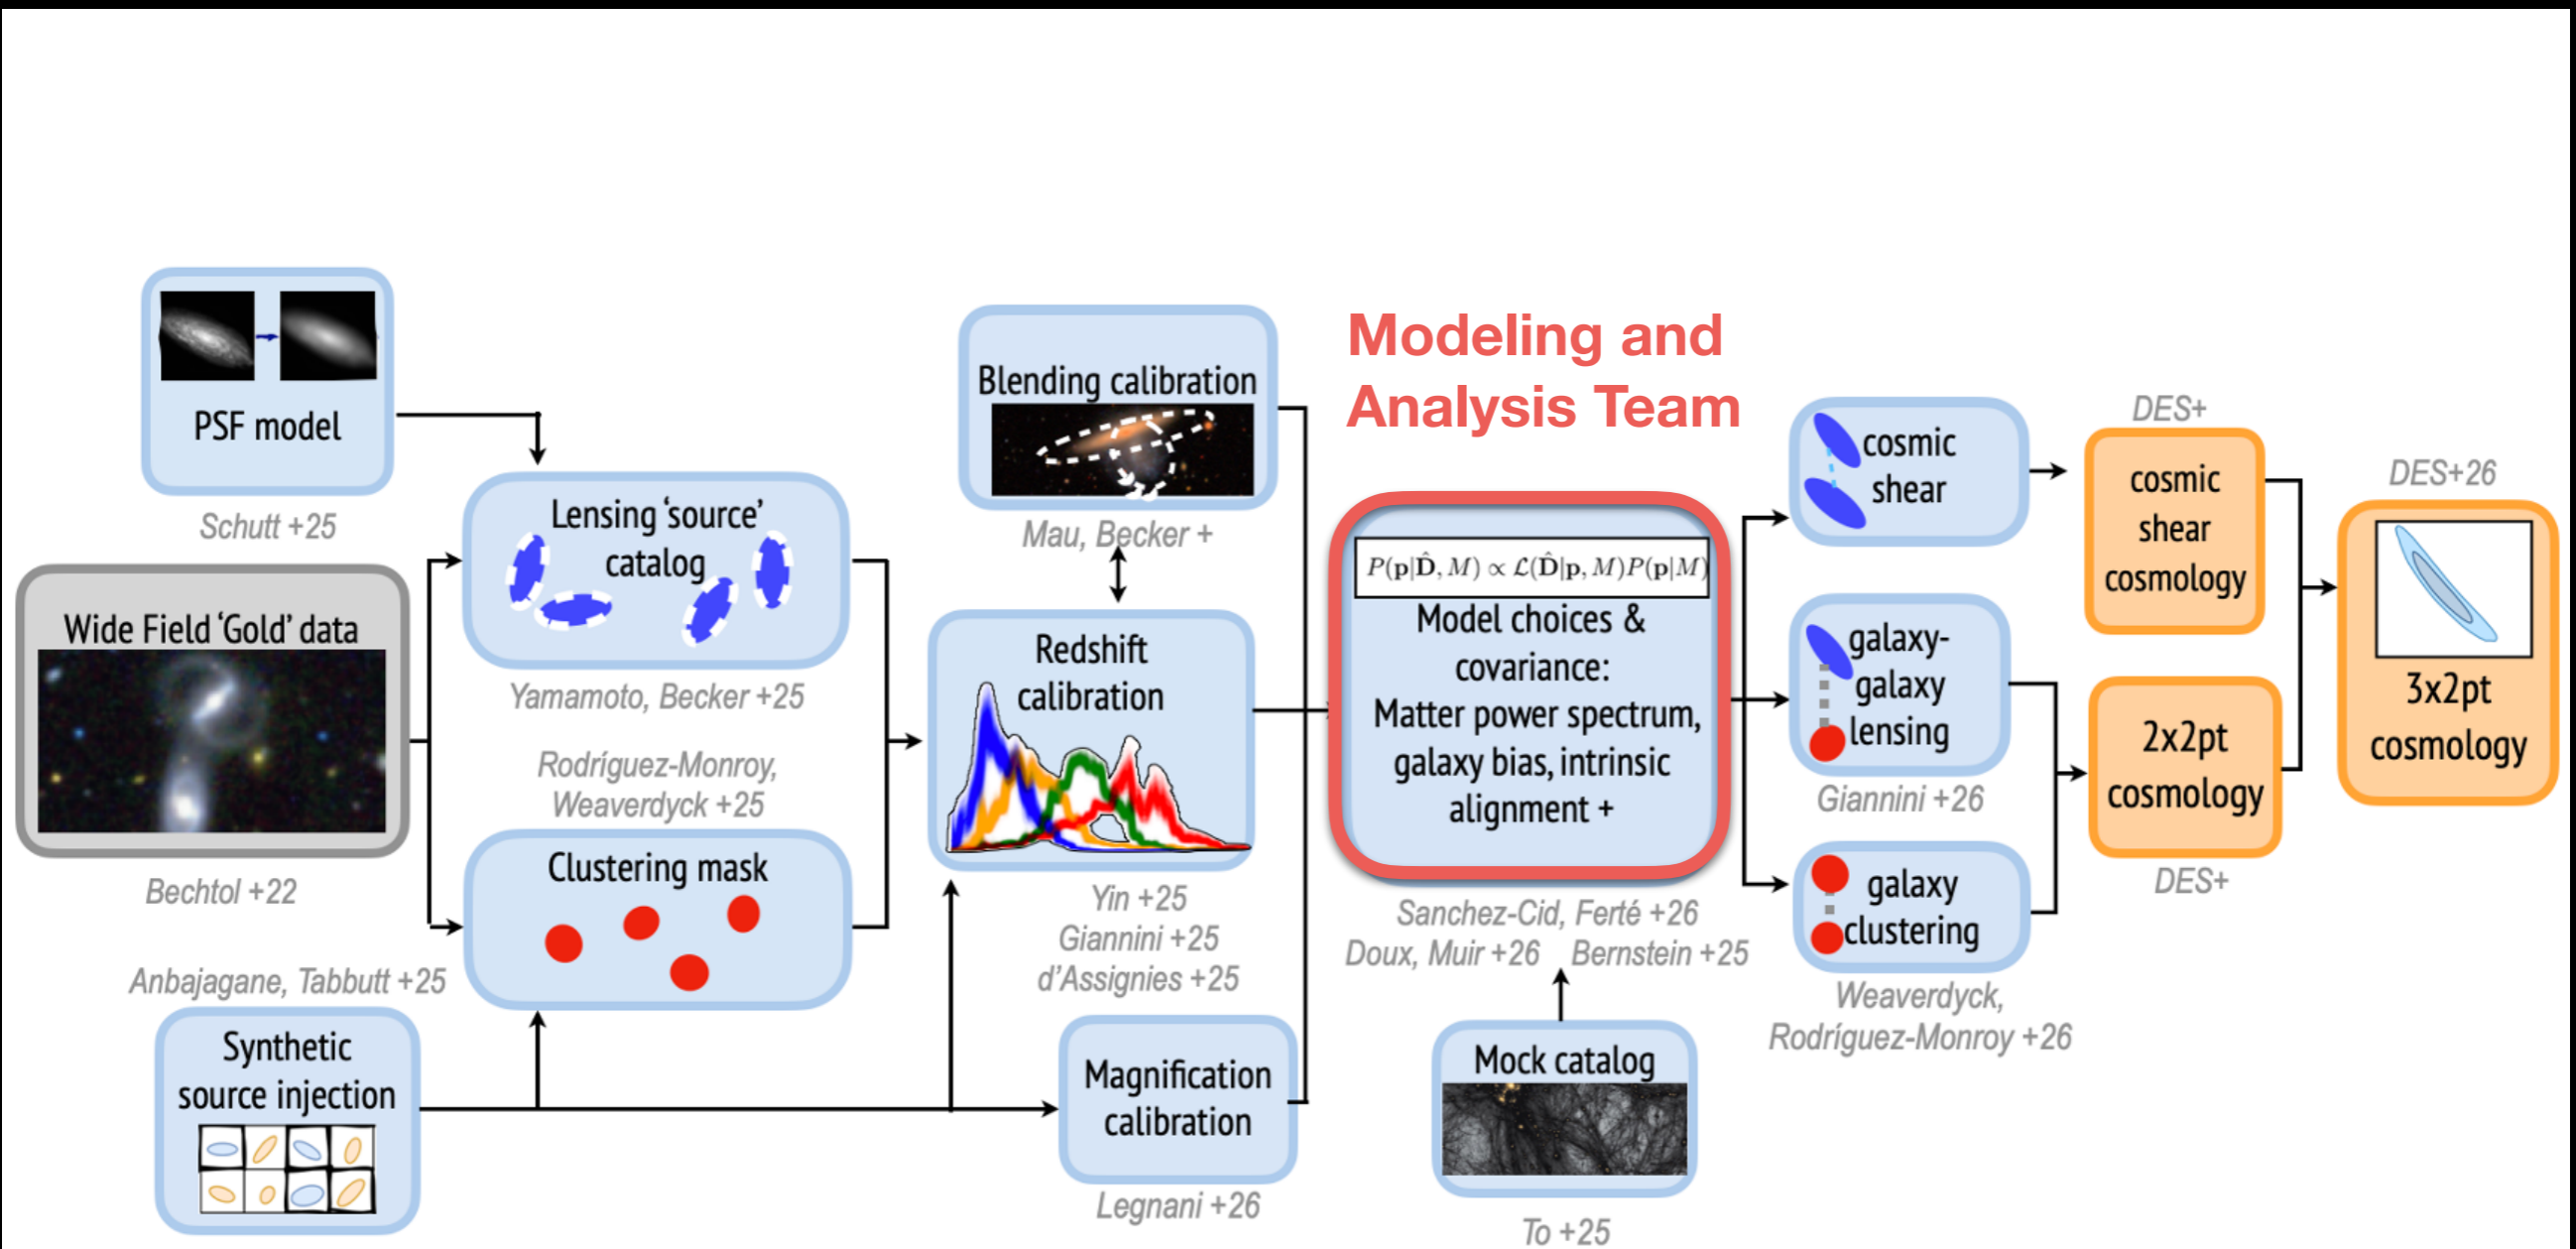 PSF model
Schutt +25
Wide Field ‘Gold’ data
Bechtol +22
Anbajagane, Tabbutt +25
Synthetic
source injection
Lensing ‘source’
catalog
Yamamoto, Becker +25
Rodríguez-Monroy,
Weaverdyck +25
Clustering mask
Blending calibration
Mau, Becker +
Redshift
calibration
Yin +25
Giannini +25
d’Assignies +25
Magnification
calibration
Legnani +26
Modeling and
Analysis Team
P(p|D̂, M) ∝ ℒ(D̂|p, M)P(p|M)
Model choices &
covariance:
Matter power spectrum,
galaxy bias, intrinsic
alignment +
Sanchez-Cid, Ferté +26
Doux, Muir +26 Bernstein +25
Mock catalog
To +25
cosmic
shear
galaxy-
galaxy
lensing
Giannini +26
galaxy
clustering
Weaverdyck,
Rodríguez-Monroy +26
DES+
cosmic
shear
cosmology
2x2pt
cosmology
DES+
DES+26
3x2pt
cosmology